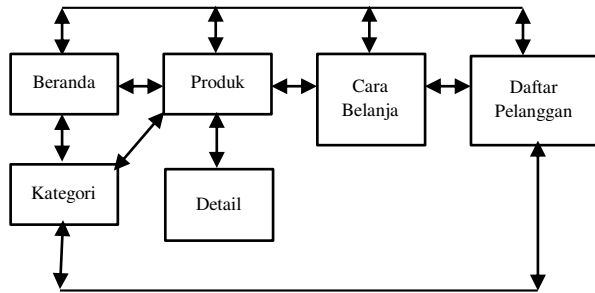 Beranda
Produk
Cara
Belanja
Daftar
Pelanggan
Kategori
Detail